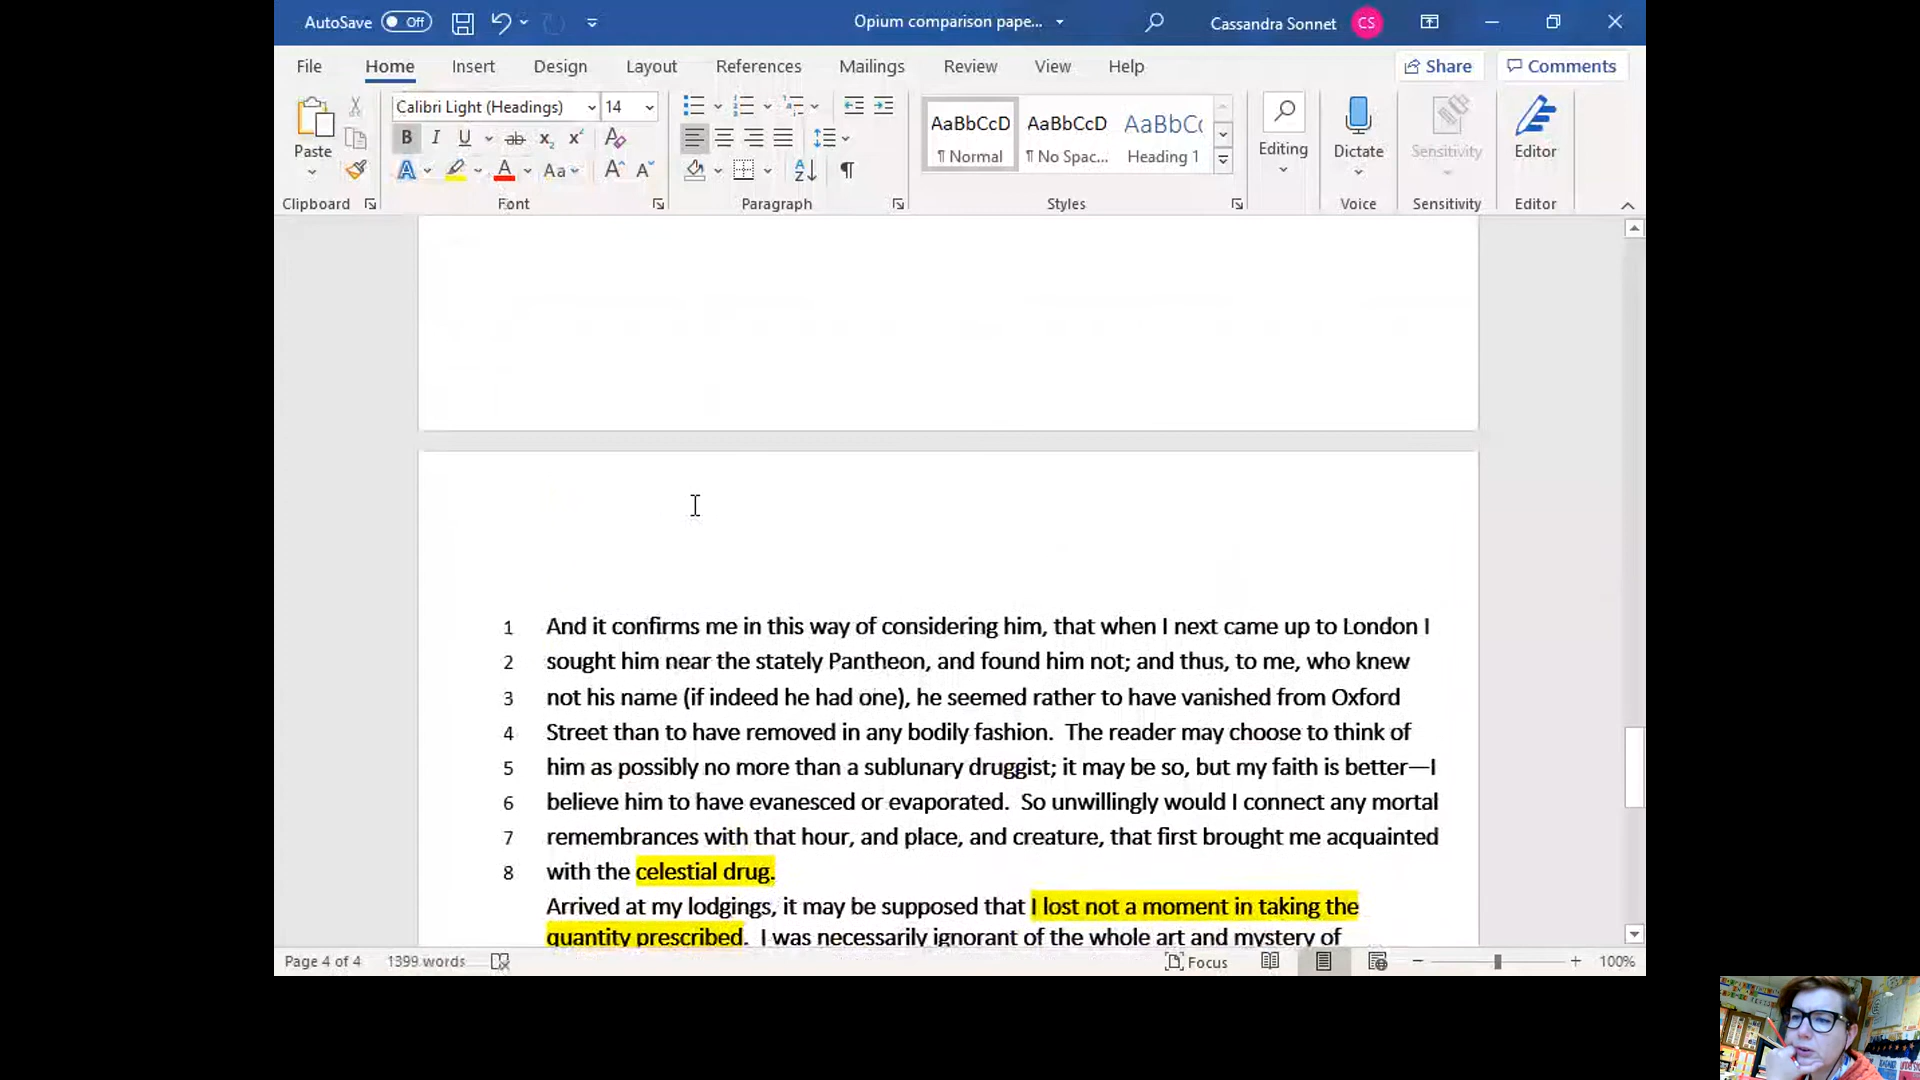 AutoSave Off Opium comparison pape... Cassandra Sonnet CS
File Home Insert Design Layout References Mailings Review View Help Share Comments
Calibri Light (Headings) 14
AaBbCcD AaBbCcD AaBbCc
Paste B I U ab x₂ x² A
¶ Normal ¶ No Spac... Heading 1
Editing Dictate Sensitivity Editor
A A Aa A A ¶
Clipboard Font Paragraph Styles Voice Sensitivity Editor
1 And it confirms me in this way of considering him, that when I next came up to London I
2 sought him near the stately Pantheon, and found him not; and thus, to me, who knew
3 not his name (if indeed he had one), he seemed rather to have vanished from Oxford
4 Street than to have removed in any bodily fashion. The reader may choose to think of
5 him as possibly no more than a sublunary druggist; it may be so, but my faith is better—I
6 believe him to have evanesced or evaporated. So unwillingly would I connect any mortal
7 remembrances with that hour, and place, and creature, that first brought me acquainted
8 with the celestial drug.
Arrived at my lodgings, it may be supposed that I lost not a moment in taking the
quantity prescribed. I was necessarily ignorant of the whole art and mystery of
Page 4 of 4 1399 words Focus 100%